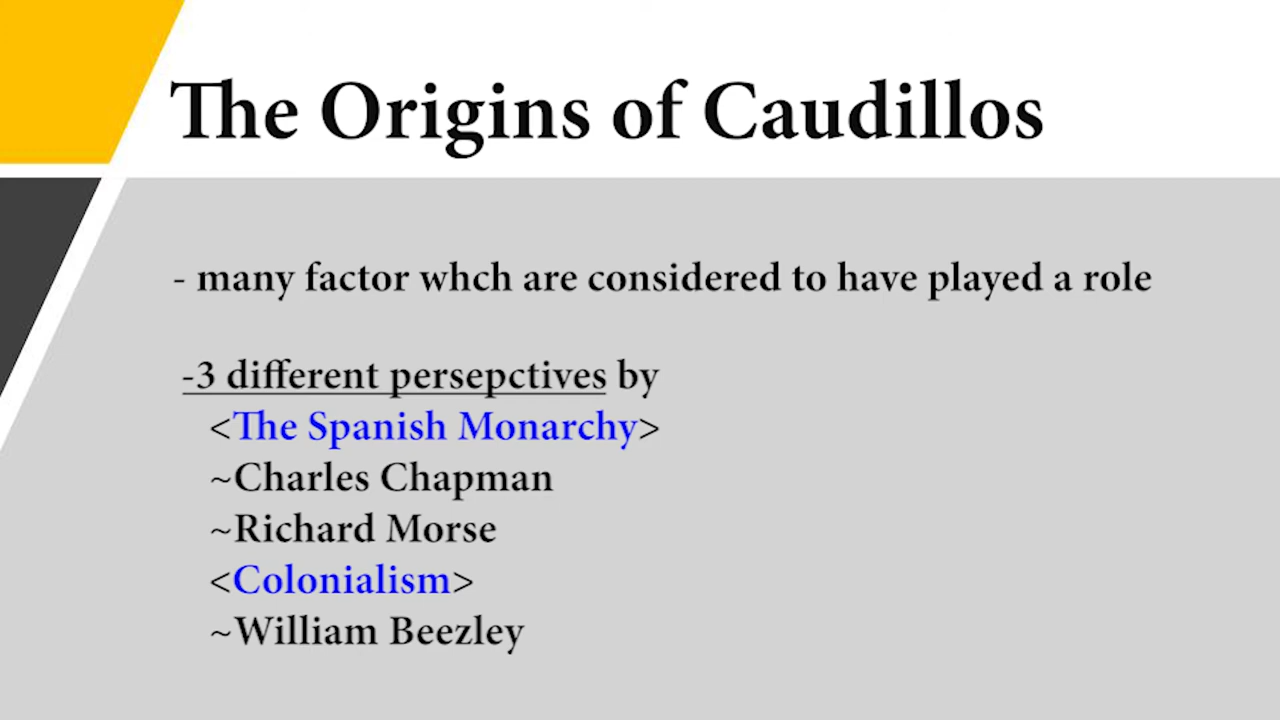 The Origins of Caudillos
- many factor whch are considered to have played a role
-3 different persepctives by
<The Spanish Monarchy>
~Charles Chapman
~Richard Morse
<Colonialism>
~William Beezley